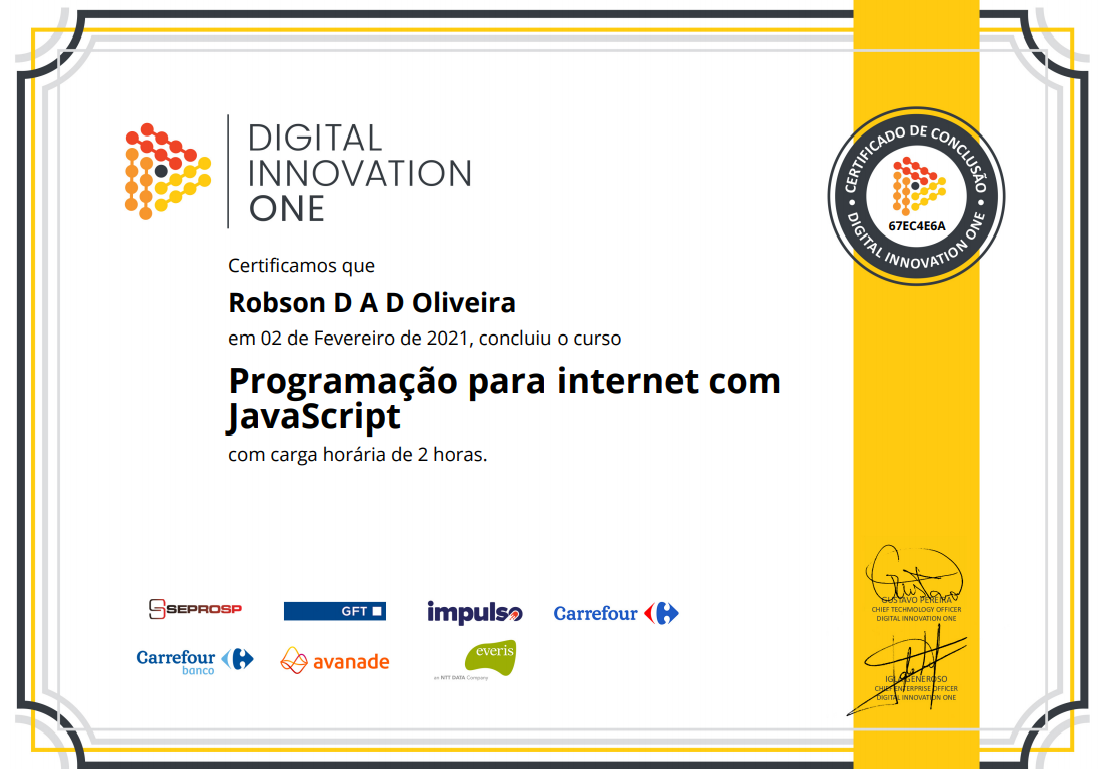 DIGITAL
INNOVATION
ONE
CERTIFICADO DE CONCLUSÃO
67EC4E6A
DIGITAL INNOVATION ONE
Certificamos que
Robson D A D Oliveira
em 02 de Fevereiro de 2021, concluiu o curso
Programação para internet com
JavaScript
com carga horária de 2 horas.
SEPROSP
GFT
impulso
Carrefour
Carrefour
banco
avanade
everis
an NTT DATA Company
GUSTAVO PEREIRA
CHIEF TECHMOLOGY OFFICER
DIGITAL INNOVATION ONE
IGLÁ GENEROSO
CHIEF ENTERPRISE OFFICER
DIGITAL INNOVATION ONE